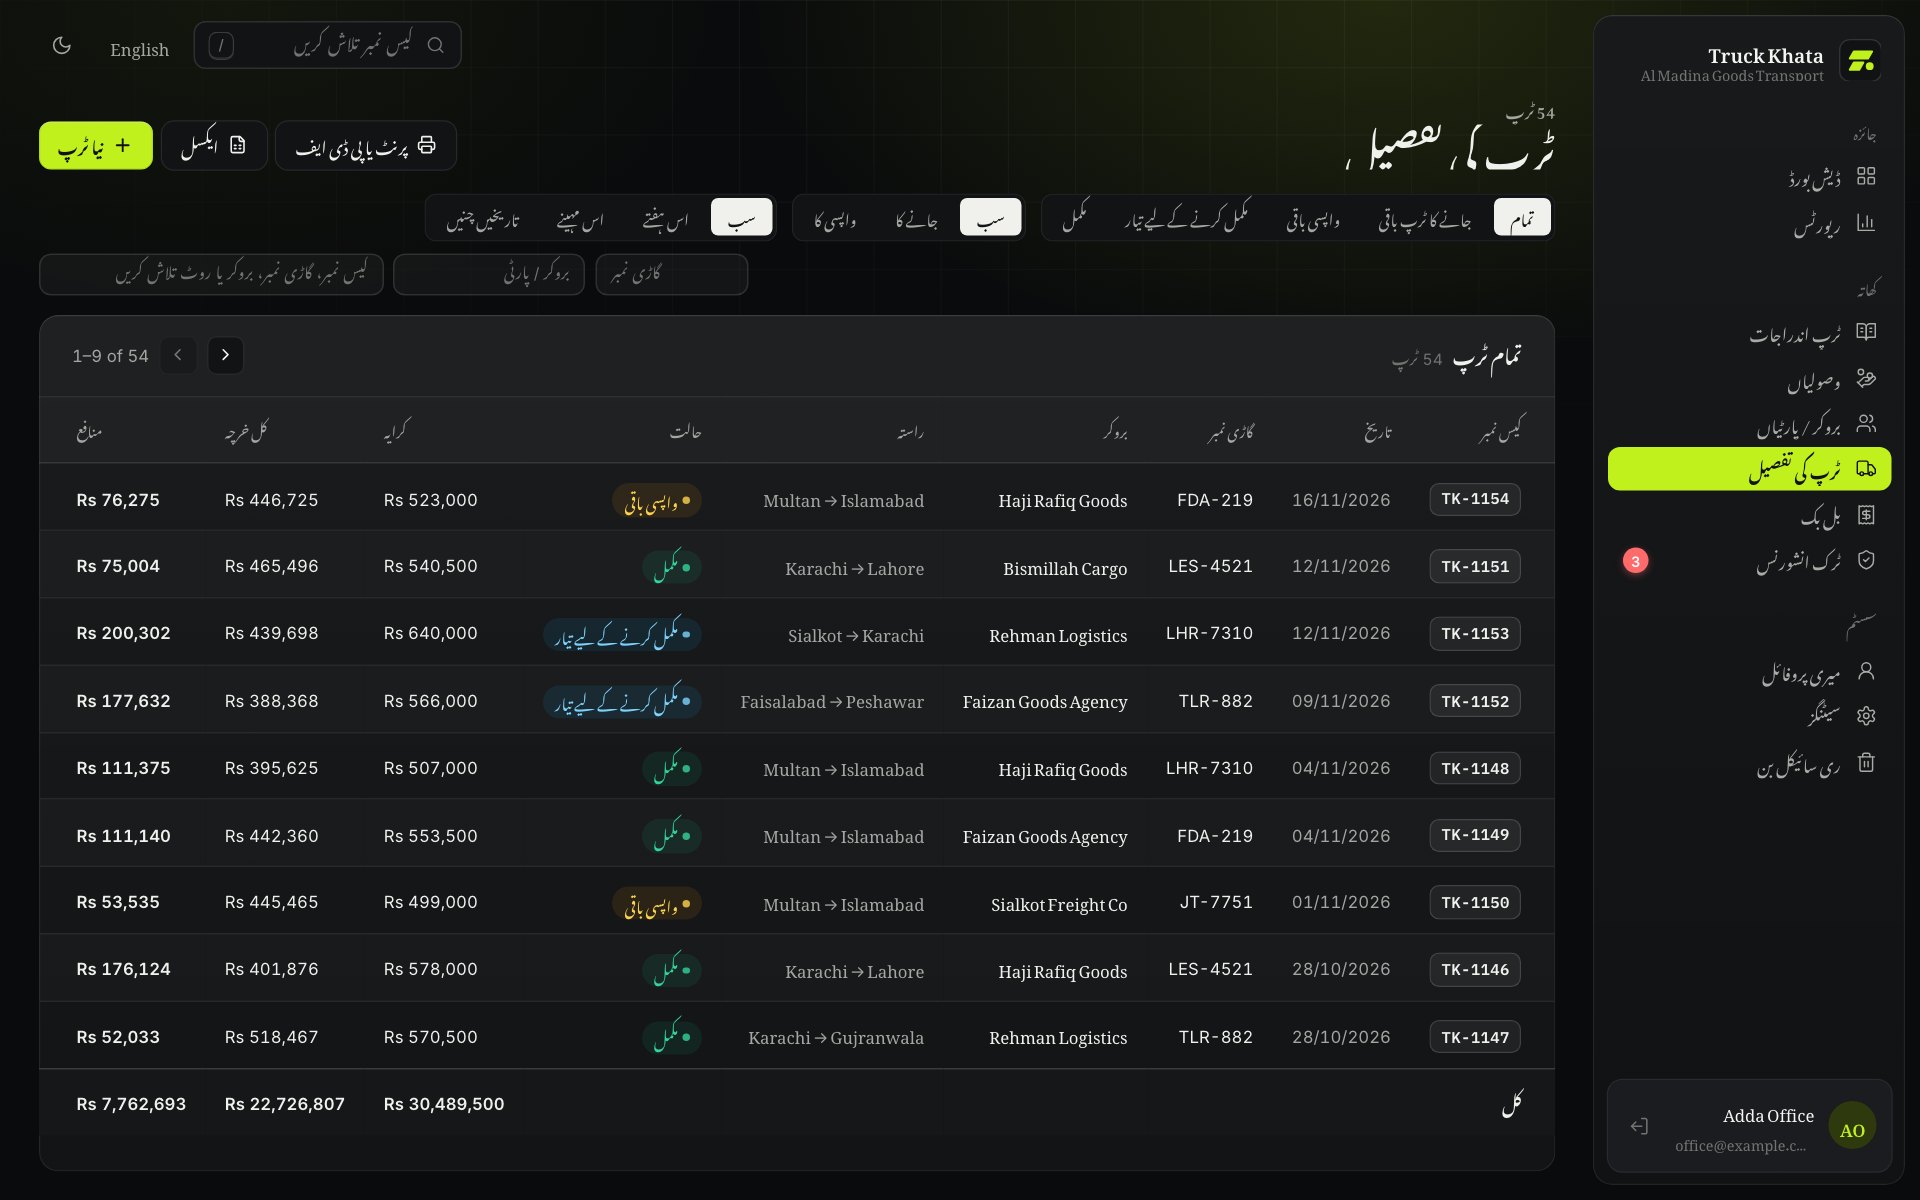 Truck Khata
Al Madina Goods Transport
جائزہ
ڈیش بورڈ
رپورٹس
کھاتہ
ٹرپ اندراجات
وصولیاں
بروکر / پارٹیاں
ٹرپ کی تفصیل
بل بک
ٹرک انشورنس
3
سسٹم
میری پروفائل
سیٹنگز
ری سائیکل بن
AO
Adda Office
office@example.c...
کیس نمبر تلاش کریں
/
English
54 ٹرپ
ٹرپ کی تفصیل
پرنٹ یا پی ڈی ایف
ایکسل
نیا ٹرپ
تمام جانے کا ٹرپ باقی واپسی باقی مکمل کرنے کے لیے تیار مکمل
سب جانے کا واپسی کا
سب اس ہفتے اس مہینے تاریخیں چنیں
گاڑی نمبر
بروکر / پارٹی
کیس نمبر، گاڑی نمبر، بروکر یا روٹ تلاش کریں
تمام ٹرپ 54 ٹرپ
1–9 of 54
کیس نمبر تاریخ گاڑی نمبر بروکر راستہ حالت کرایہ کل خرچہ منافع
TK-1154 16/11/2026 FDA-219 Haji Rafiq Goods Multan → Islamabad واپسی باقی Rs 523,000 Rs 446,725 Rs 76,275
TK-1151 12/11/2026 LES-4521 Bismillah Cargo Karachi → Lahore مکمل Rs 540,500 Rs 465,496 Rs 75,004
TK-1153 12/11/2026 LHR-7310 Rehman Logistics Sialkot → Karachi مکمل کرنے کے لیے تیار Rs 640,000 Rs 439,698 Rs 200,302
TK-1152 09/11/2026 TLR-882 Faizan Goods Agency Faisalabad → Peshawar مکمل کرنے کے لیے تیار Rs 566,000 Rs 388,368 Rs 177,632
TK-1148 04/11/2026 LHR-7310 Haji Rafiq Goods Multan → Islamabad مکمل Rs 507,000 Rs 395,625 Rs 111,375
TK-1149 04/11/2026 FDA-219 Faizan Goods Agency Multan → Islamabad مکمل Rs 553,500 Rs 442,360 Rs 111,140
TK-1150 01/11/2026 JT-7751 Sialkot Freight Co Multan → Islamabad واپسی باقی Rs 499,000 Rs 445,465 Rs 53,535
TK-1146 28/10/2026 LES-4521 Haji Rafiq Goods Karachi → Lahore مکمل Rs 578,000 Rs 401,876 Rs 176,124
TK-1147 28/10/2026 TLR-882 Rehman Logistics Karachi → Gujranwala مکمل Rs 570,500 Rs 518,467 Rs 52,033
کل Rs 30,489,500 Rs 22,726,807 Rs 7,762,693